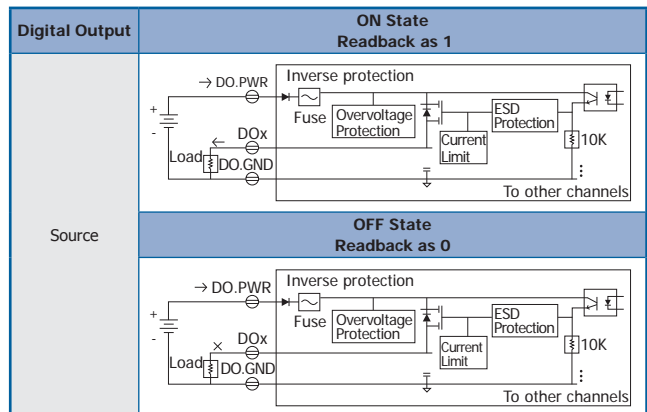 Digital Output
ON State
Readback as 1
Source
→ DO.PWR
Inverse protection
+
-
Fuse
Overvoltage
Protection
ESD
Protection
← DOx
Current
Limit
10K
Load
DO.GND
To other channels
OFF State
Readback as 0
→ DO.PWR
Inverse protection
+
-
Fuse
Overvoltage
Protection
ESD
Protection
× DOx
Current
Limit
10K
Load
DO.GND
To other channels